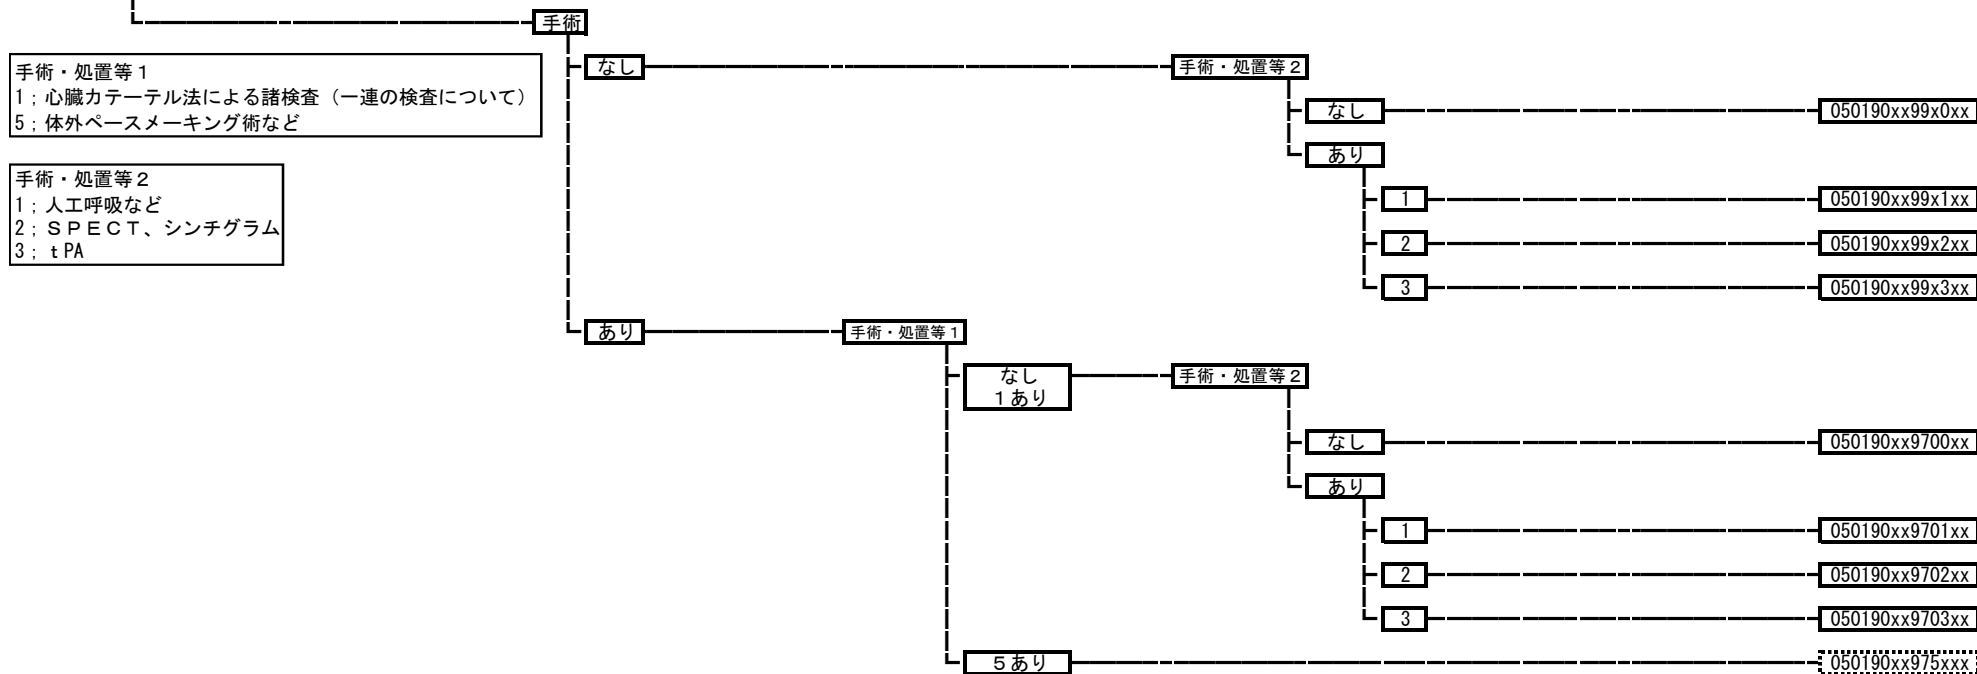 手術
手術・処置等１
1；心臓カテーテル法による諸検査（一連の検査について）
5；体外ペースメーキング術など
手術・処置等２
1；人工呼吸など
2；ＳＰＥＣＴ、シンチグラム
3；ｔPA
なし
手術・処置等２
なし
050190xx99x0xx
あり
1
050190xx99x1xx
2
050190xx99x2xx
3
050190xx99x3xx
あり
手術・処置等１
なし
１あり
手術・処置等２
なし
050190xx9700xx
あり
1
050190xx9701xx
2
050190xx9702xx
3
050190xx9703xx
５あり
050190xx975xxx